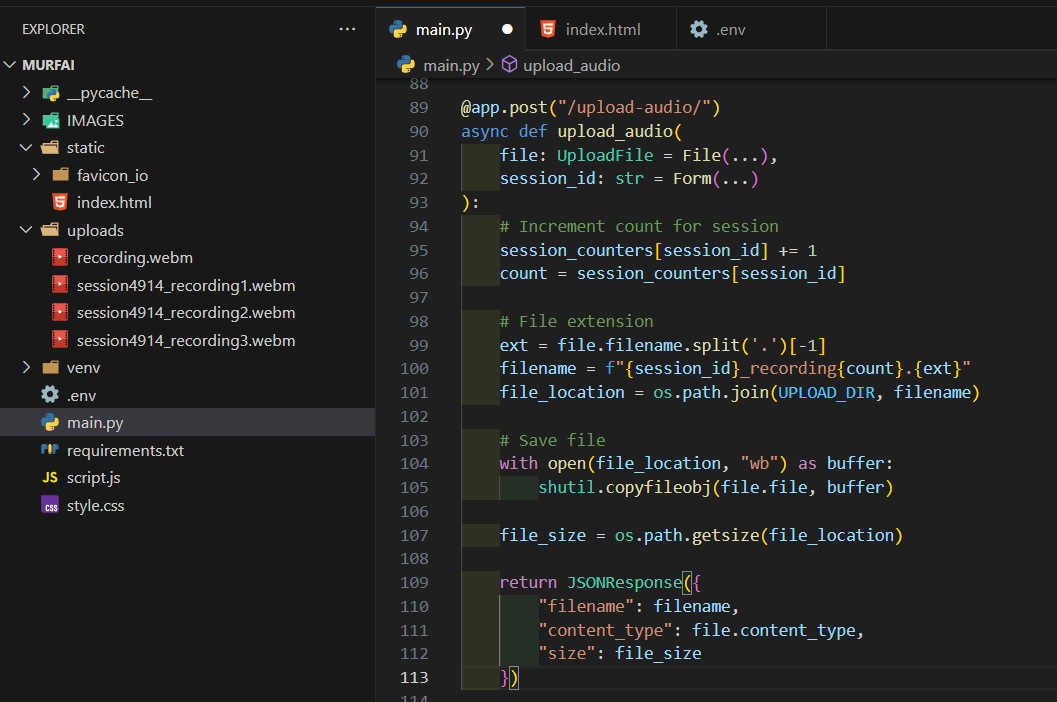 EXPLORER ...
MURFAI
__pycache__
IMAGES
static
favicon_io
index.html
uploads
recording.webm
session4914_recording1.webm
session4914_recording2.webm
session4914_recording3.webm
venv
.env
main.py
requirements.txt
JS script.js
css style.css
main.py
5 index.html
.env
main.py > upload_audio
88
89 @app.post("/upload-audio/")
90 async def upload_audio(
91     file: UploadFile = File(...),
92     session_id: str = Form(...)
93 ):
94     # Increment count for session
95     session_counters[session_id] += 1
96     count = session_counters[session_id]
97
98     # File extension
99     ext = file.filename.split('.')[-1]
100     filename = f"{session_id}_recording{count}.{ext}"
101     file_location = os.path.join(UPLOAD_DIR, filename)
102
103     # Save file
104     with open(file_location, "wb") as buffer:
105         shutil.copyfileobj(file.file, buffer)
106
107     file_size = os.path.getsize(file_location)
108
109     return JSONResponse({
110         "filename": filename,
111         "content_type": file.content_type,
112         "size": file_size
113     })
114